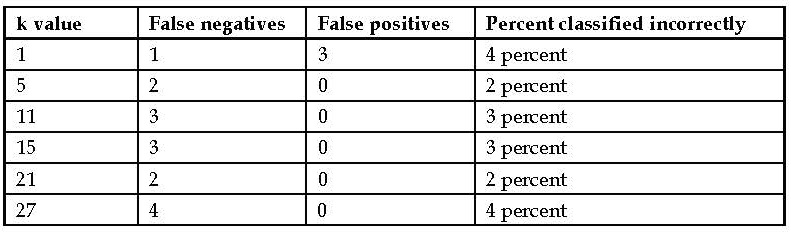 k value False negatives False positives Percent classified incorrectly
1 1 3 4 percent
5 2 0 2 percent
11 3 0 3 percent
15 3 0 3 percent
21 2 0 2 percent
27 4 0 4 percent